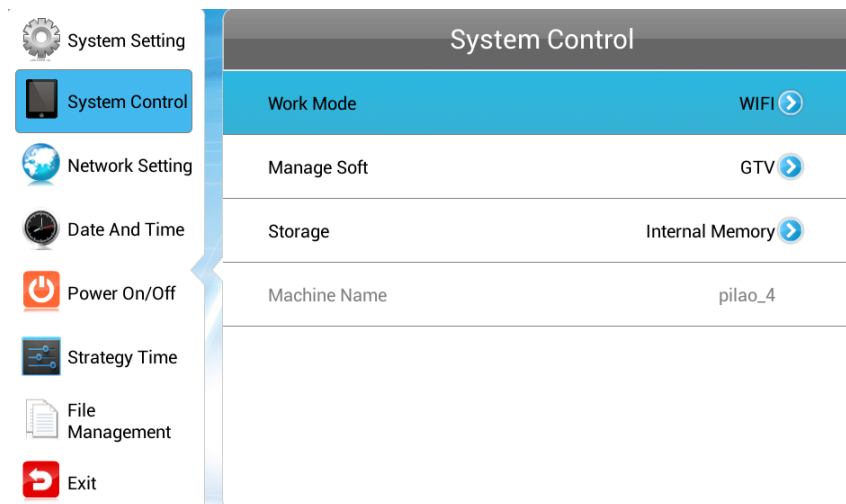 System Setting
System Control
Network Setting
Date And Time
Power On/Off
Strategy Time
File
Management
Exit
System Control
Work Mode WIFI
Manage Soft GTV
Storage Internal Memory
Machine Name pilao_4